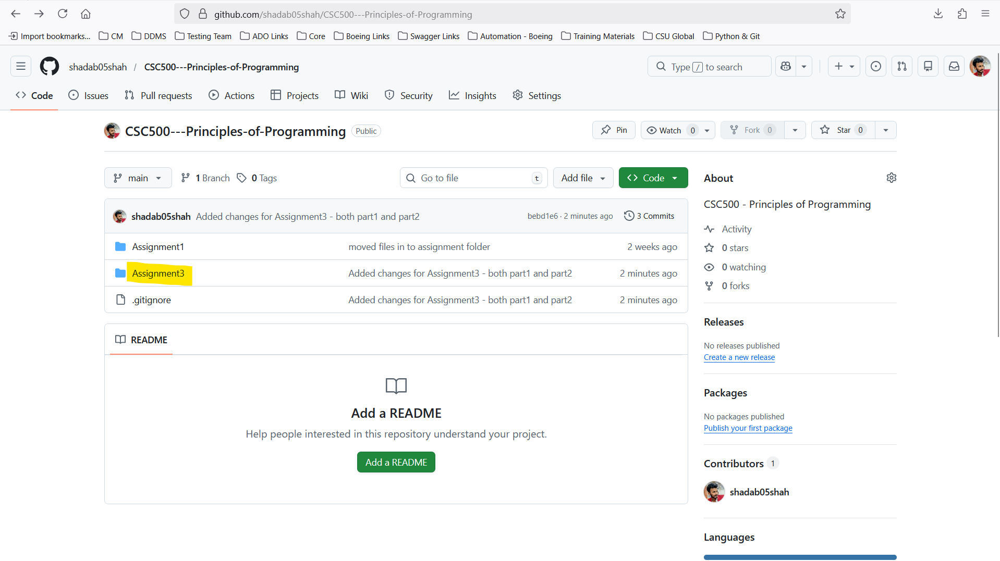 github.com/shadab05shah/CSC500---Principles-of-Programming
Import bookmarks... CM DDMS Testing Team ADO Links Core Boeing Links Swagger Links Automation - Boeing Training Materials CSU Global Python & Git
shadab05shah / CSC500---Principles-of-Programming Type / to search
Code Issues Pull requests Actions Projects Wiki Security Insights Settings
CSC500---Principles-of-Programming Public Pin Watch 0 Fork 0 Star 0
main 1 Branch 0 Tags Go to file t Add file Code
shadab05shah Added changes for Assignment3 - both part1 and part2 bebd1e6 · 2 minutes ago 3 Commits
Assignment1 moved files in to assignment folder 2 weeks ago
Assignment3 Added changes for Assignment3 - both part1 and part2 2 minutes ago
.gitignore Added changes for Assignment3 - both part1 and part2 2 minutes ago
README
Add a README
Help people interested in this repository understand your project.
Add a README
About
CSC500 - Principles of Programming
Activity
0 stars
0 watching
0 forks
Releases
No releases published
Create a new release
Packages
No packages published
Publish your first package
Contributors 1
shadab05shah
Languages